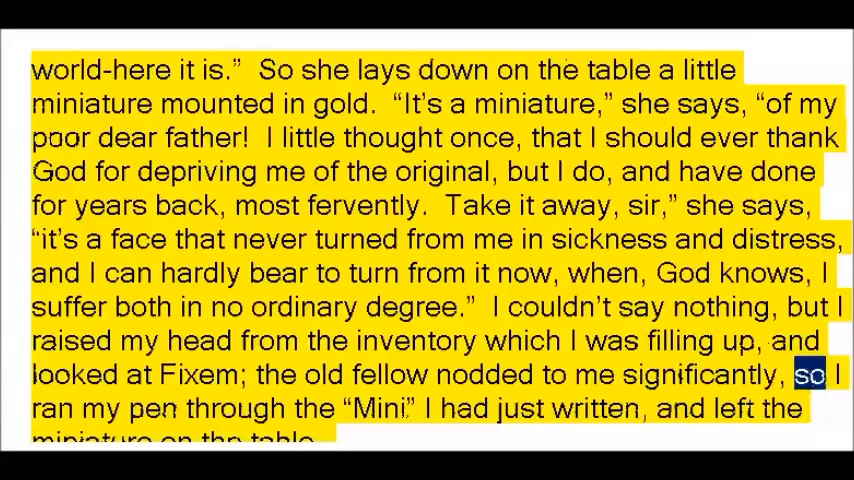 world-here it is.”  So she lays down on the table a little
miniature mounted in gold.  “It’s a miniature,” she says, “of my
poor dear father!  I little thought once, that I should ever thank
God for depriving me of the original, but I do, and have done
for years back, most fervently.  Take it away, sir,” she says,
“it’s a face that never turned from me in sickness and distress,
and I can hardly bear to turn from it now, when, God knows, I
suffer both in no ordinary degree.”  I couldn’t say nothing, but I
raised my head from the inventory which I was filling up, and
looked at Fixem; the old fellow nodded to me significantly, so I
ran my pen through the “Mini” I had just written, and left the
miniature on the table.